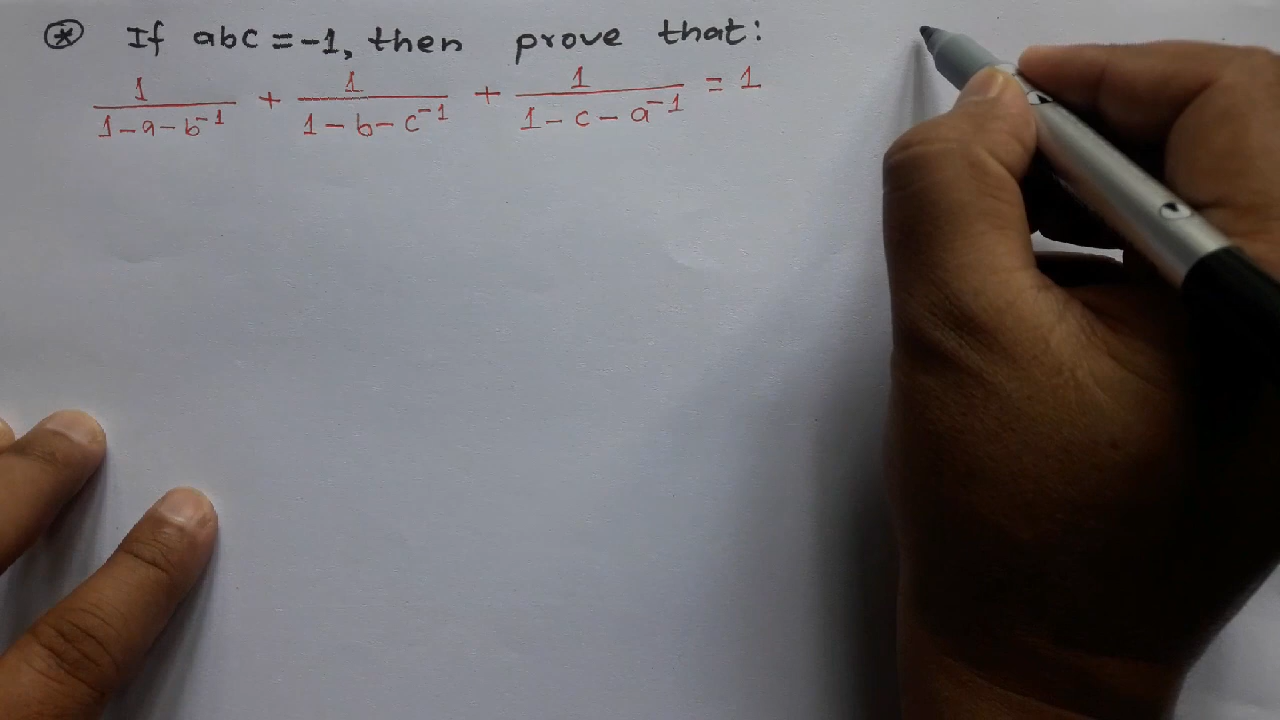 ⊛ If abc = -1, then prove that:
1/(1-a-b⁻¹) + 1/(1-b-c⁻¹) + 1/(1-c-a⁻¹) = 1